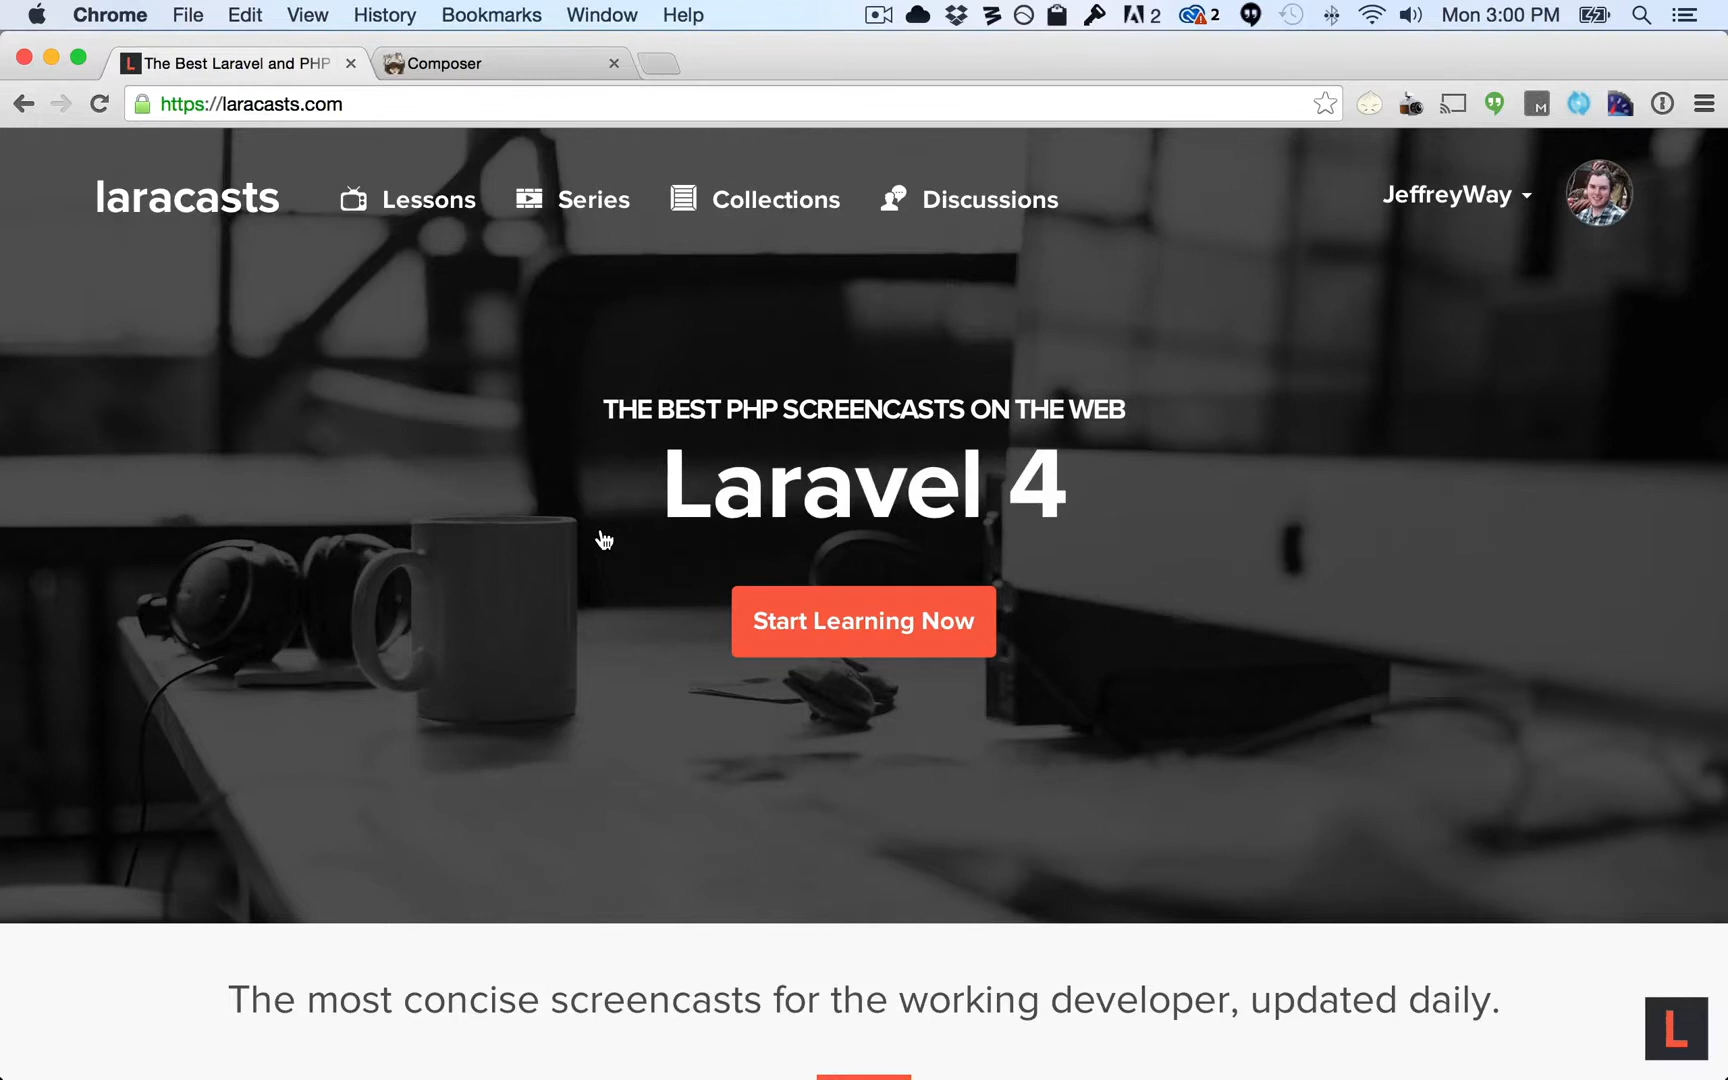 Chrome File Edit View History Bookmarks Window Help 2 2 Mon 3:00 PM
The Best Laravel and PHP Composer
https://laracasts.com M
laracasts Lessons Series Collections Discussions JeffreyWay
THE BEST PHP SCREENCASTS ON THE WEB
Laravel 4
Start Learning Now
The most concise screencasts for the working developer, updated daily.
L